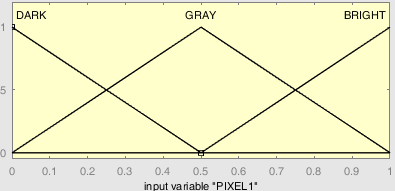 DARK GRAY BRIGHT
1
5
0
0 0.1 0.2 0.3 0.4 0.5 0.6 0.7 0.8 0.9 1
input variable "PIXEL1"